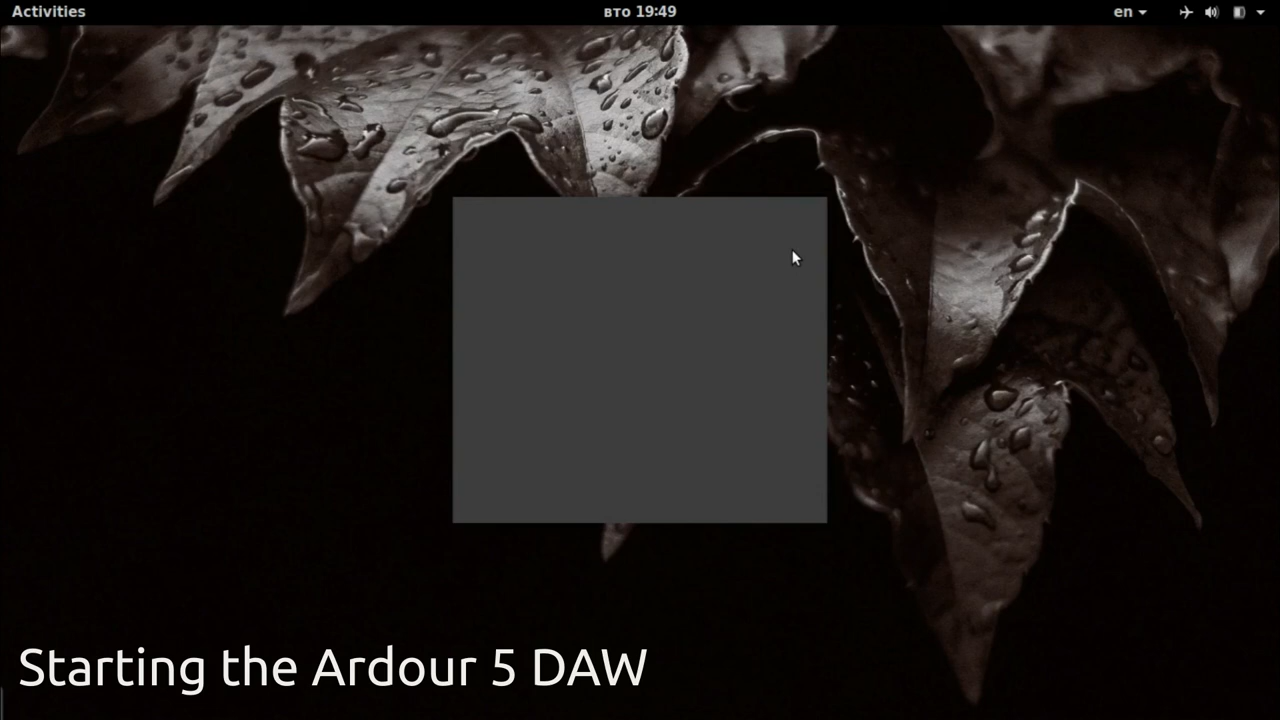 Activities
вто 19:49
en
Starting the Ardour 5 DAW